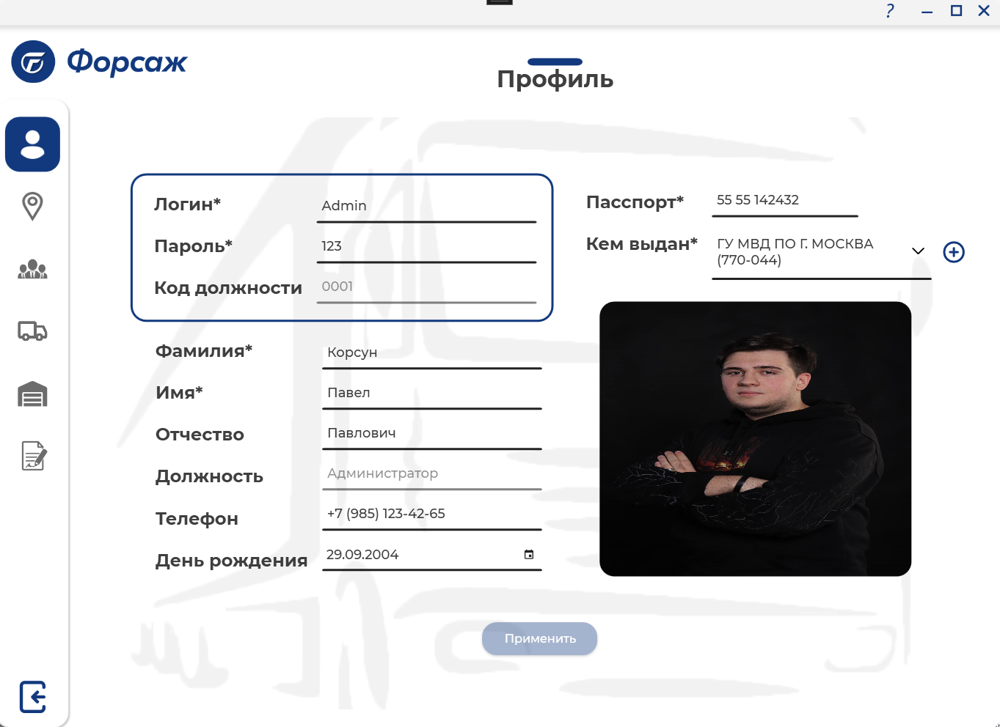 ?
Форсаж
Профиль
Логин* Admin
Пароль* 123
Код должности 0001
Пасспорт* 55 55 142432
Кем выдан* ГУ МВД ПО Г. МОСКВА
(770-044)
Фамилия* Корсун
Имя* Павел
Отчество Павлович
Должность Администратор
Телефон +7 (985) 123-42-65
День рождения 29.09.2004
Применить